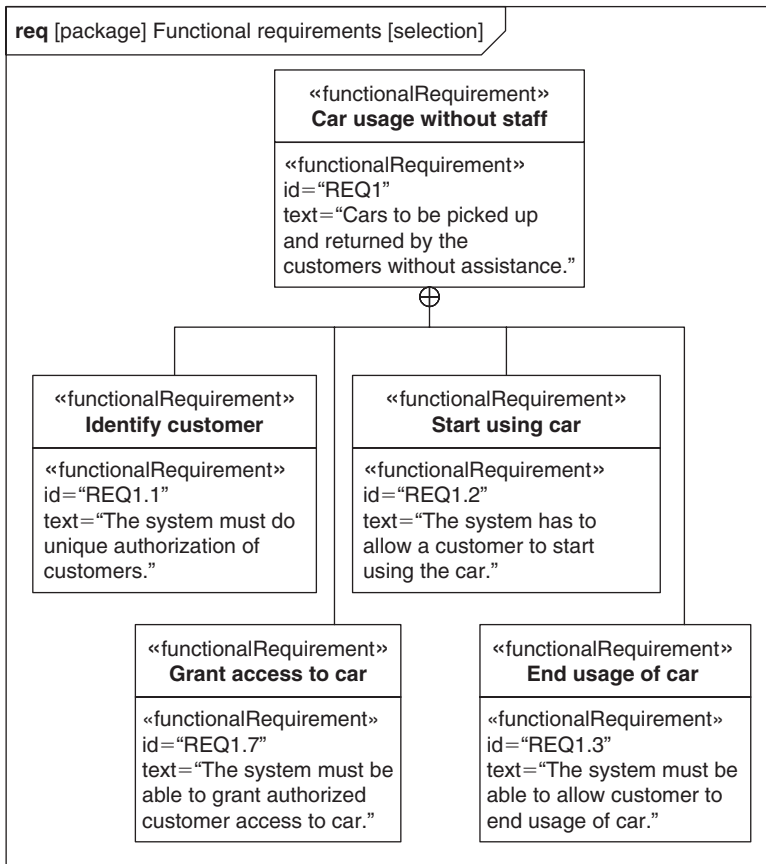 req [package] Functional requirements [selection]
«functionalRequirement»
Car usage without staff
«functionalRequirement»
id=“REQ1”
text=“Cars to be picked up
and returned by the
customers without assistance.”
«functionalRequirement»
Identify customer
«functionalRequirement»
id=“REQ1.1”
text=“The system must do
unique authorization of
customers.”
«functionalRequirement»
Start using car
«functionalRequirement»
id=“REQ1.2”
text=“The system has to
allow a customer to start
using the car.”
«functionalRequirement»
Grant access to car
«functionalRequirement»
id=“REQ1.7”
text=“The system must be
able to grant authorized
customer access to car.”
«functionalRequirement»
End usage of car
«functionalRequirement»
id=“REQ1.3”
text=“The system must be
able to allow customer to
end usage of car.”